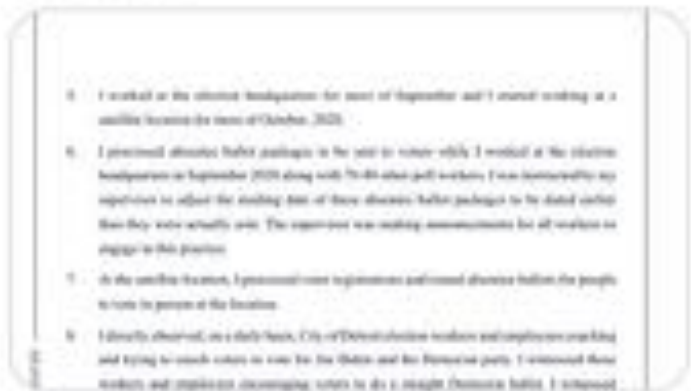 5. I worked at the election headquarters for most of September and I started working at a
satellite location for most of October, 2020.
6. I processed absentee ballot packages to be sent to voters while I worked at the election
headquarters in September 2020 along with 70-80 other poll workers. I was instructed by my
supervisor to adjust the mailing date of these absentee ballot packages to be dated earlier
than they were actually sent. The supervisor was making announcements for all workers to
engage in this practice.
7. At the satellite location, I processed voter registrations and issued absentee ballots for people
to vote in person at the location.
8. I directly observed, on a daily basis, City of Detroit election workers and employees coaching
and trying to coach voters to vote for Joe Biden and the Democrat party. I witnessed these
workers and employees encouraging voters to do a straight Democrat ballot. I witnessed